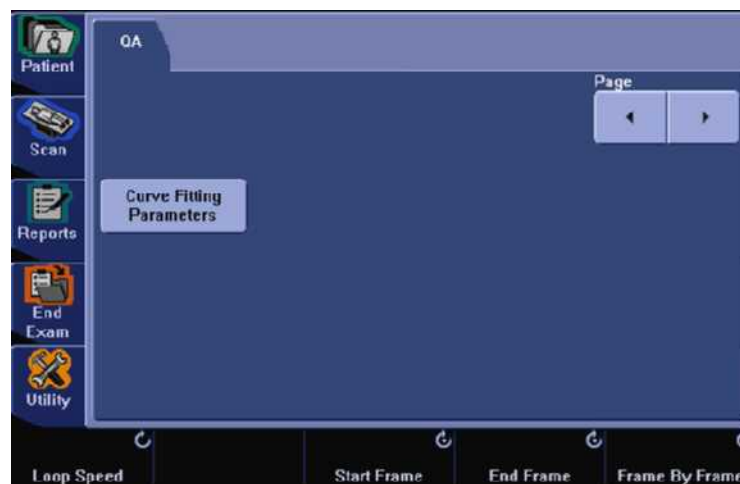 Patient
QA
Page
Scan
Curve Fitting
Parameters
Reports
End
Exam
Utility
Loop Speed
Start Frame
End Frame
Frame By Frame